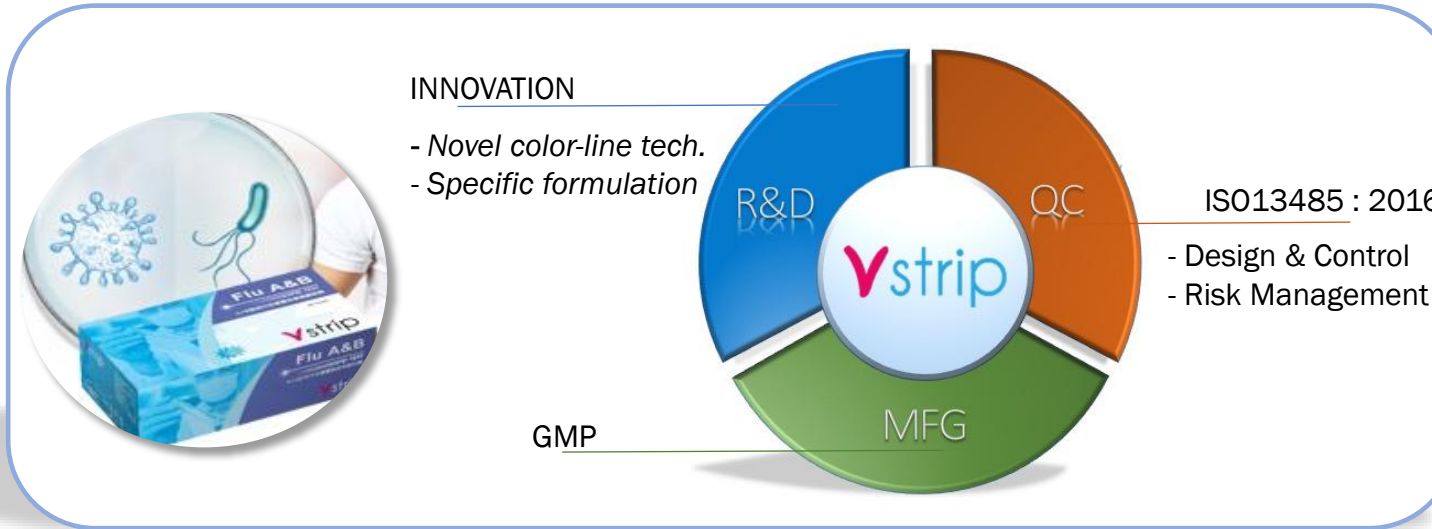 INNOVATION
- Novel color-line tech.
- Specific formulation
R&D
QC
ISO13485 : 2016
- Design & Control
- Risk Management
Vstrip
MFG
GMP
Flu A&B
Vstrip
Flu A&B